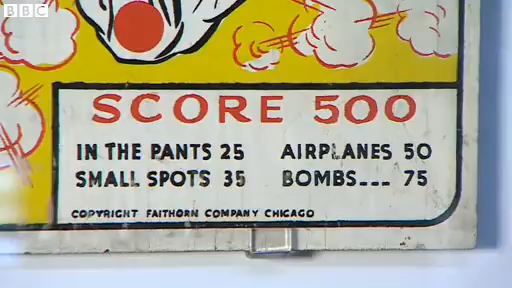 BBC
SCORE 500
IN THE PANTS 25 AIRPLANES 50
SMALL SPOTS 35 BOMBS--- 75
COPYRIGHT FAITHORN COMPANY CHICAGO